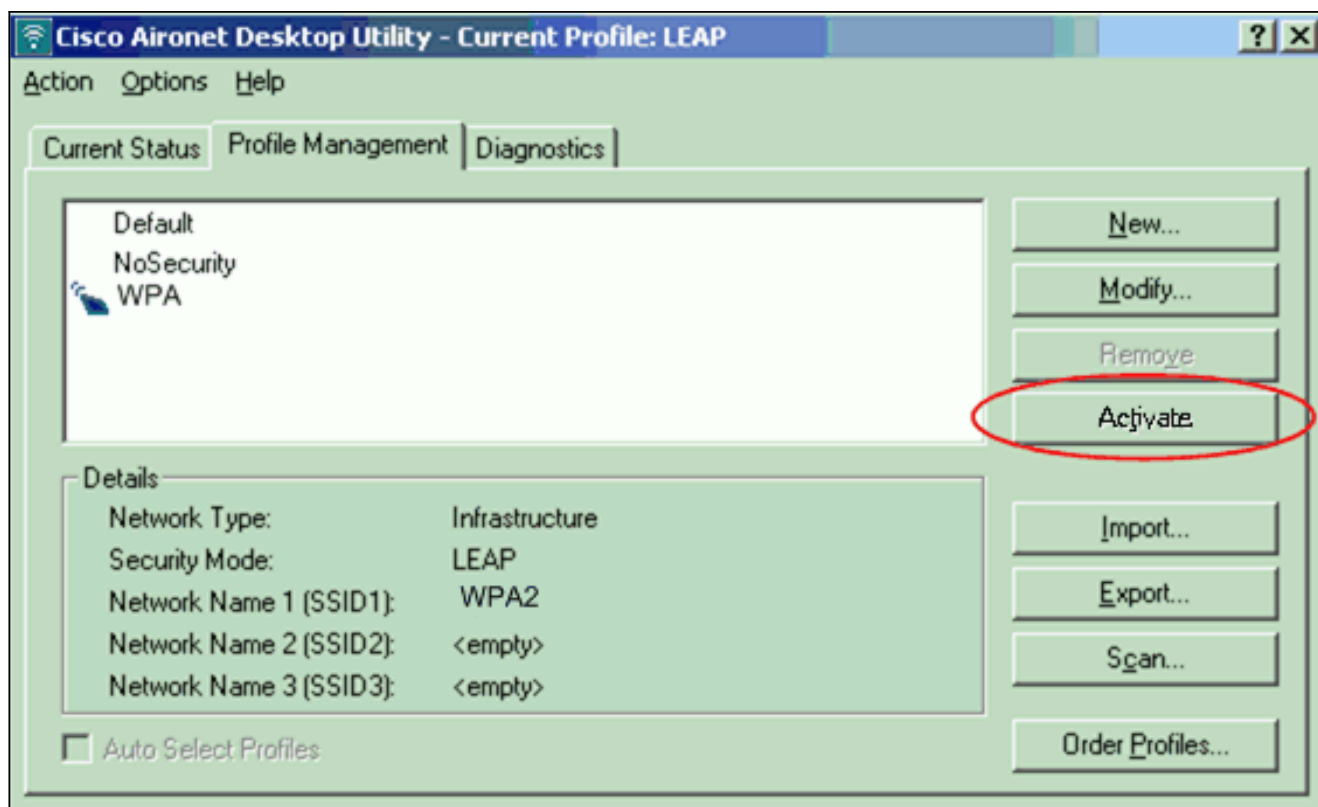 Cisco Aironet Desktop Utility - Current Profile: LEAP
? X
Action Options Help
Current Status Profile Management Diagnostics
Default
NoSecurity
WPA
New...
Modify...
Remove
Activate
Details
Network Type: Infrastructure
Security Mode: LEAP
Network Name 1 (SSID1): WPA2
Network Name 2 (SSID2): <empty>
Network Name 3 (SSID3): <empty>
Import...
Export...
Scan...
Auto Select Profiles
Order Profiles...